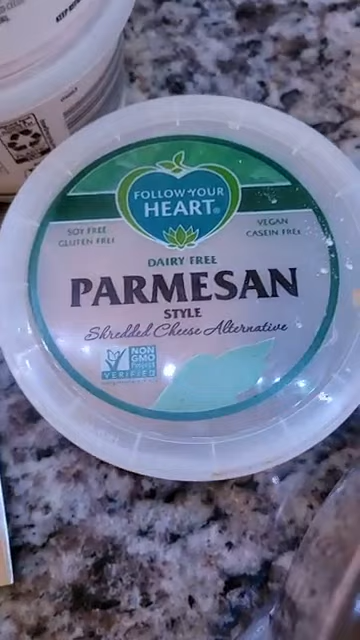 FOLLOW YOUR
HEART®
SOY FREE
GLUTEN FREE
VEGAN
CASEIN FREE
DAIRY FREE
PARMESAN
STYLE
Shredded Cheese Alternative
NON
GMO
Project
VERIFIED